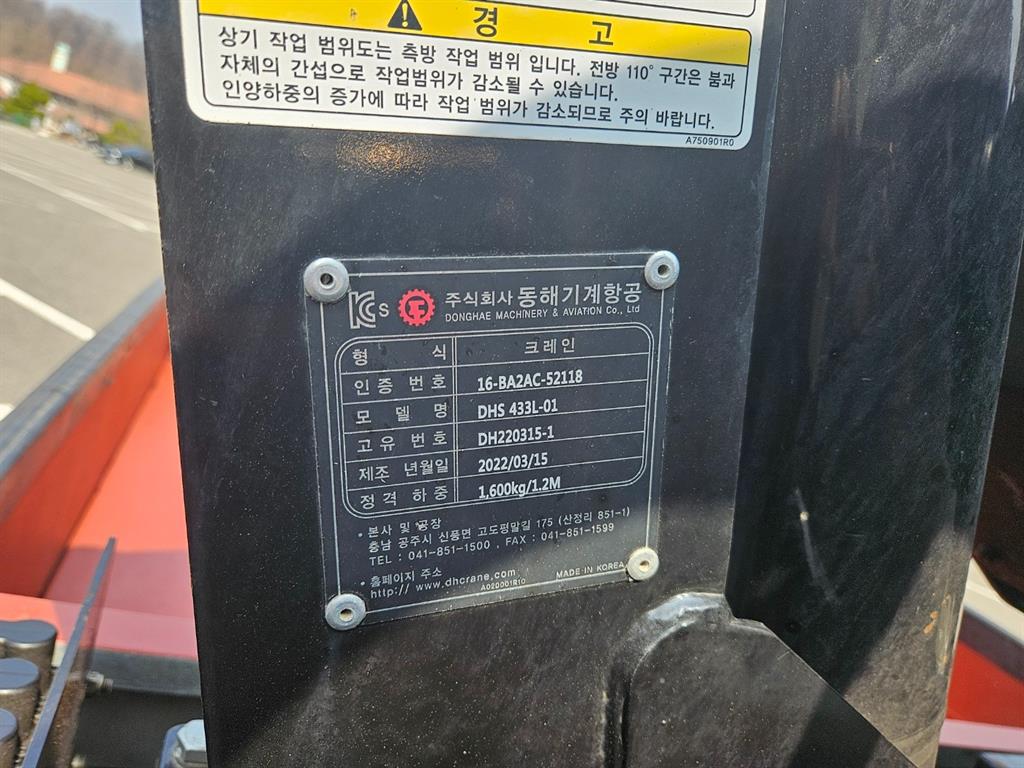 경 고
상기 작업 범위도는 측방 작업 범위 입니다. 전방 110° 구간은 붐과
자체의 간섭으로 작업범위가 감소될 수 있습니다.
인양하중의 증가에 따라 작업 범위가 감소되므로 주의 바랍니다.
A750901R0
KC s 주식회사 동해기계항공
DONGHAE MACHINERY & AVIATION Co., Ltd
형 식 크레인
인증 번호 16-BA2AC-52118
모 델 명 DHS 433L-01
고유 번호 DH220315-1
제조 년월일 2022/03/15
정격하중 1,600kg/1.2M
• 본사 및 공장
충남 공주시 신풍면 고도평말길 175 (산정리 851-1)
TEL : 041-851-1500 , FAX : 041-851-1599
• 홈페이지 주소
http:// www.dhcrane.com
A020001R10
MADE IN KOREA